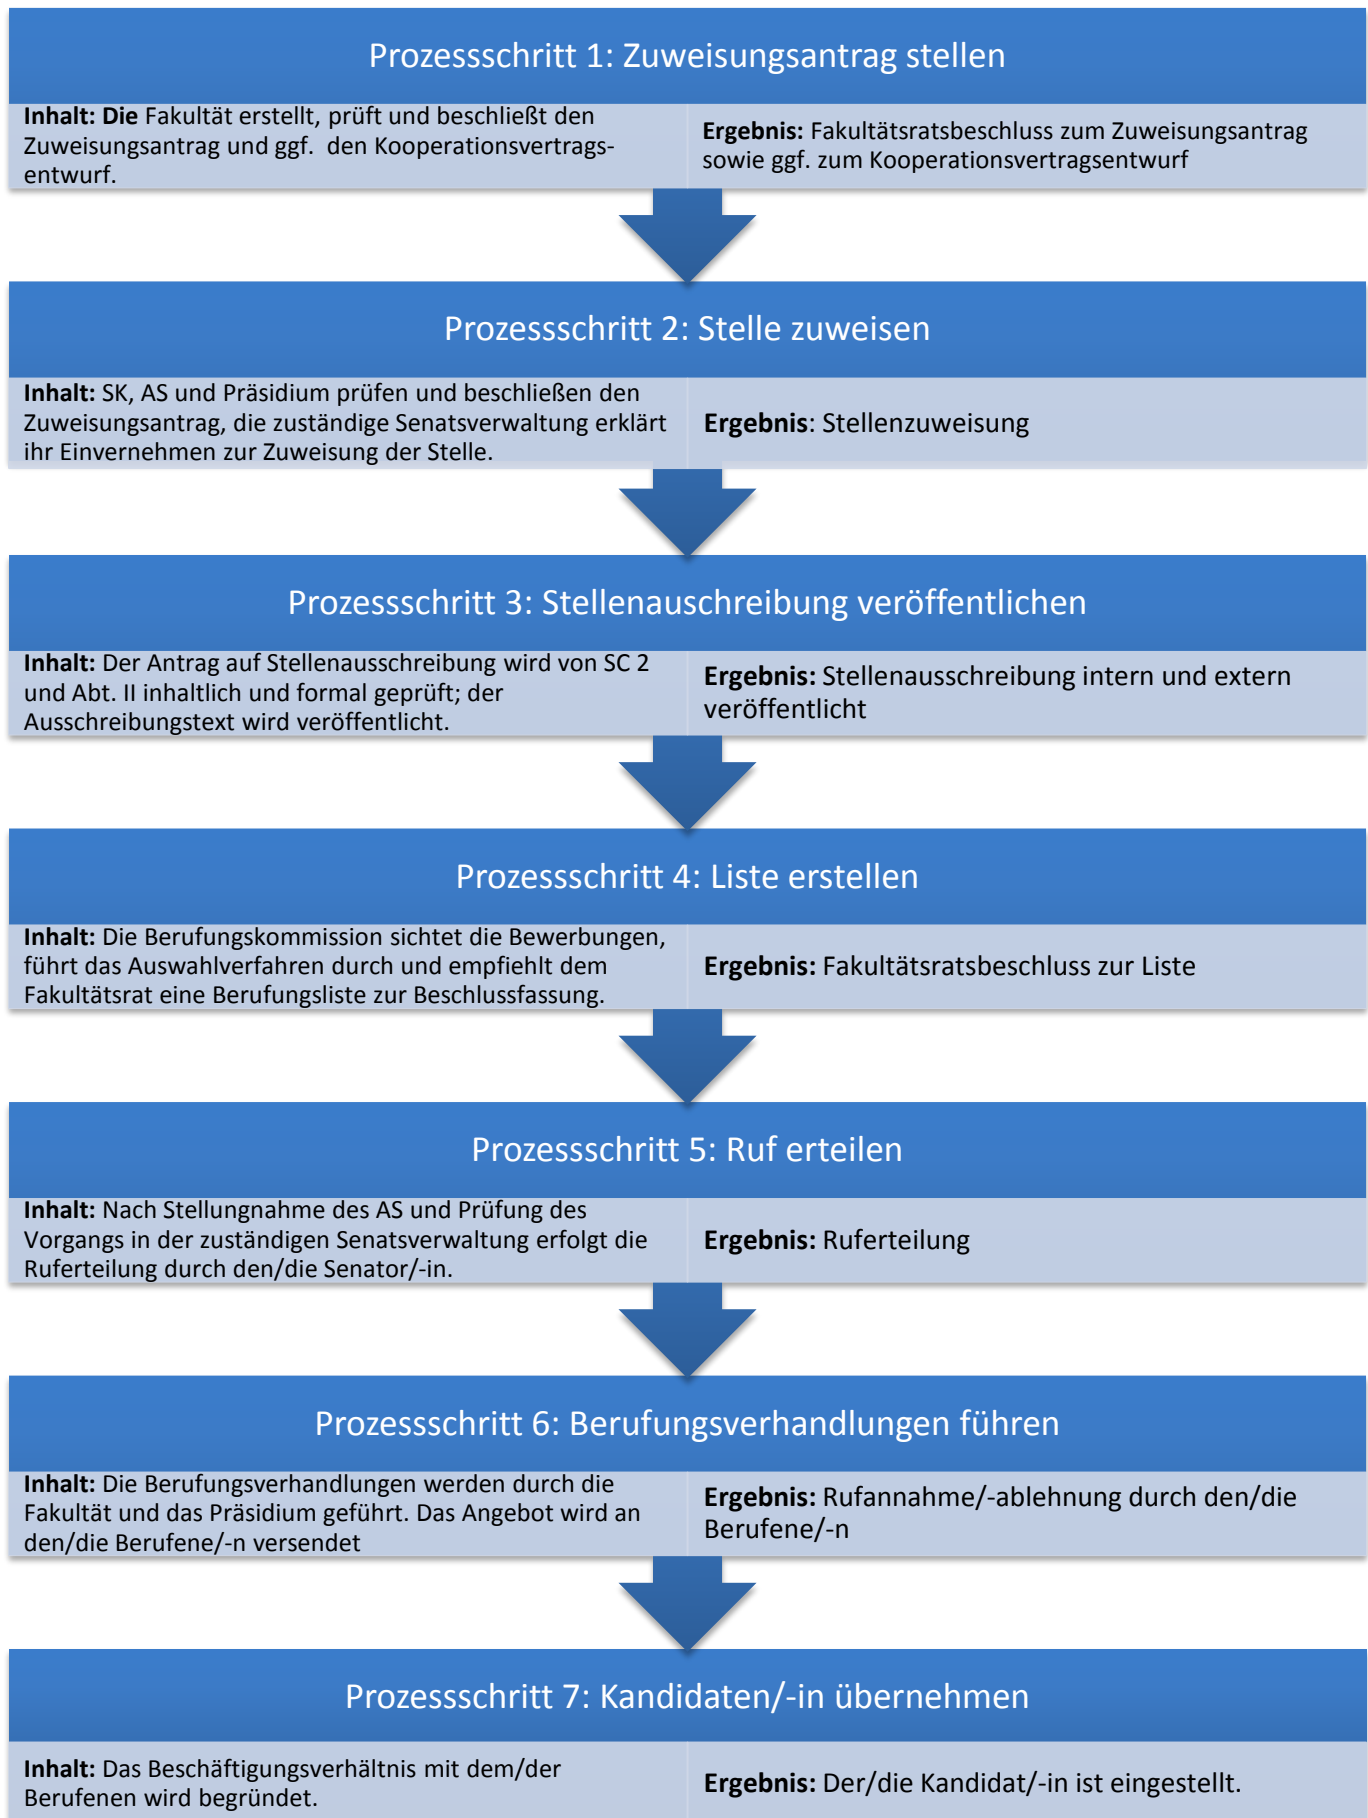 Prozessschritt 1: Zuweisungsantrag stellen
Inhalt: Die Fakultät erstellt, prüft und beschließt den
Zuweisungsantrag und ggf. den Kooperationsvertrags-
entwurf.
Ergebnis: Fakultätsratsbeschluss zum Zuweisungsantrag
sowie ggf. zum Kooperationsvertragsentwurf
Prozessschritt 2: Stelle zuweisen
Inhalt: SK, AS und Präsidium prüfen und beschließen den
Zuweisungsantrag, die zuständige Senatsverwaltung erklärt
ihr Einvernehmen zur Zuweisung der Stelle.
Ergebnis: Stellenzuweisung
Prozessschritt 3: Stellenauschreibung veröffentlichen
Inhalt: Der Antrag auf Stellenausschreibung wird von SC 2
und Abt. II inhaltlich und formal geprüft; der
Ausschreibungstext wird veröffentlicht.
Ergebnis: Stellenausschreibung intern und extern
veröffentlicht
Prozessschritt 4: Liste erstellen
Inhalt: Die Berufungskommission sichtet die Bewerbungen,
führt das Auswahlverfahren durch und empfiehlt dem
Fakultätsrat eine Berufungsliste zur Beschlussfassung.
Ergebnis: Fakultätsratsbeschluss zur Liste
Prozessschritt 5: Ruf erteilen
Inhalt: Nach Stellungnahme des AS und Prüfung des
Vorgangs in der zuständigen Senatsverwaltung erfolgt die
Ruferteilung durch den/die Senator/-in.
Ergebnis: Ruferteilung
Prozessschritt 6: Berufungsverhandlungen führen
Inhalt: Die Berufungsverhandlungen werden durch die
Fakultät und das Präsidium geführt. Das Angebot wird an
den/die Berufene/-n versendet
Ergebnis: Rufannahme/-ablehnung durch den/die
Berufene/-n
Prozessschritt 7: Kandidaten/-in übernehmen
Inhalt: Das Beschäftigungsverhältnis mit dem/der
Berufenen wird begründet.
Ergebnis: Der/die Kandidat/-in ist eingestellt.